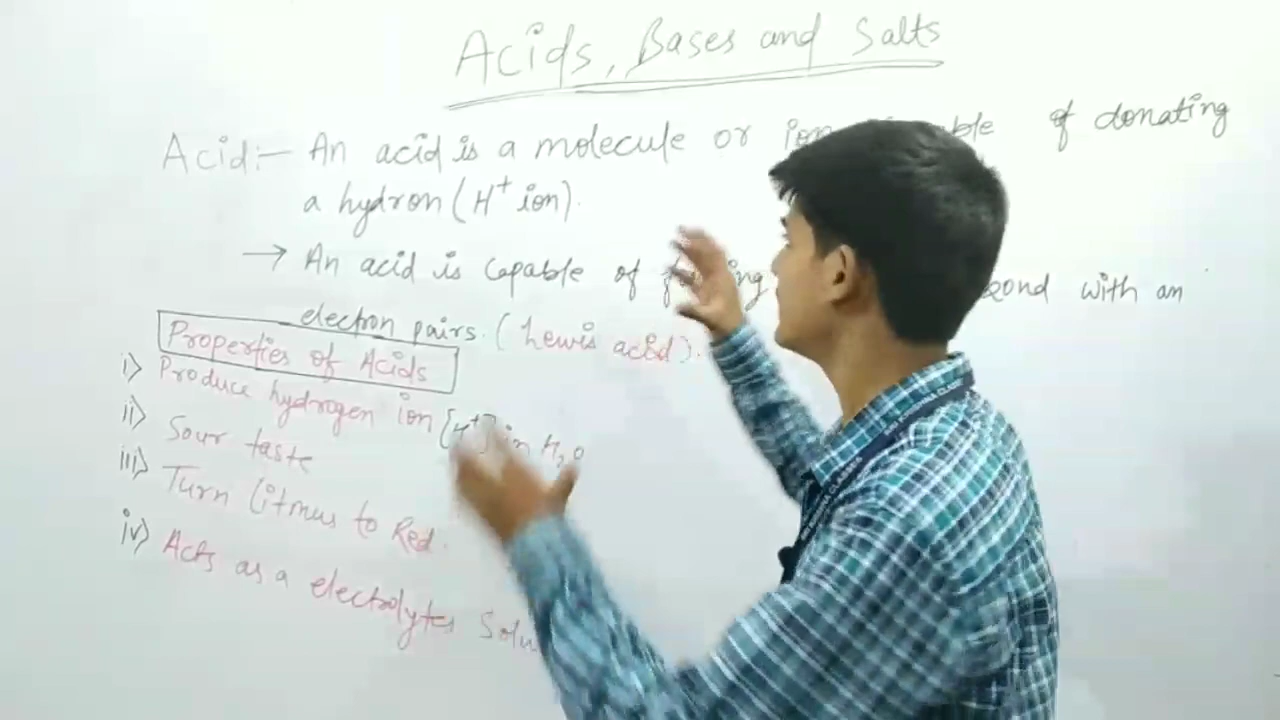 Acids, Bases and Salts
Acid:- An acid is a molecule or ion of donating
a hydron (H+ ion).
→ An acid is capable of bond with an
electron pairs. (Lewis acid).
Properties of Acids
i) Produce hydrogen ion [H+] in H2O
ii) Sour taste
iii) Turn litmus to Red.
iv) Acts as a electrolytes